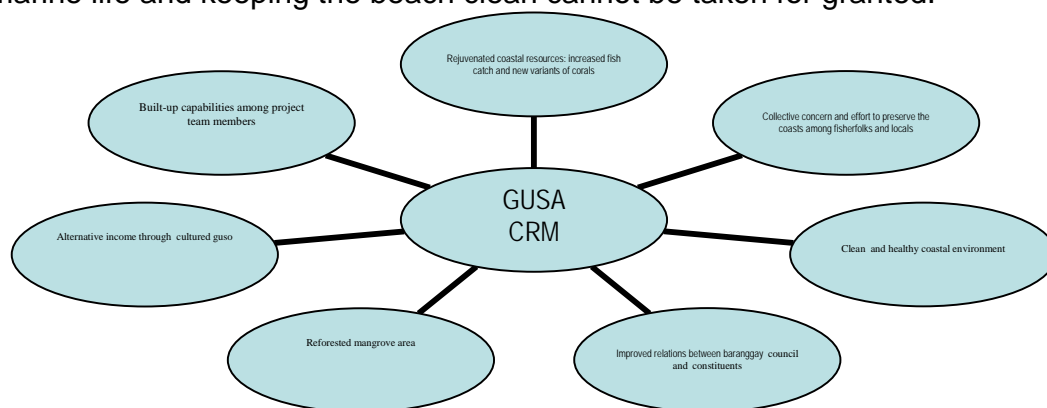 marine life and keeping the beach clean cannot be taken for granted.
Rejuvenated coastal resources: increased fish
catch and new variants of corals
Built-up capabilities among project
team members
Collective concern and effort to preserve the
coasts among fisherfolks and locals
GUSA
CRM
Alternative income through cultured guso
Clean and healthy coastal environment
Reforested mangrove area
Improved relations between baranggay council
and constituents